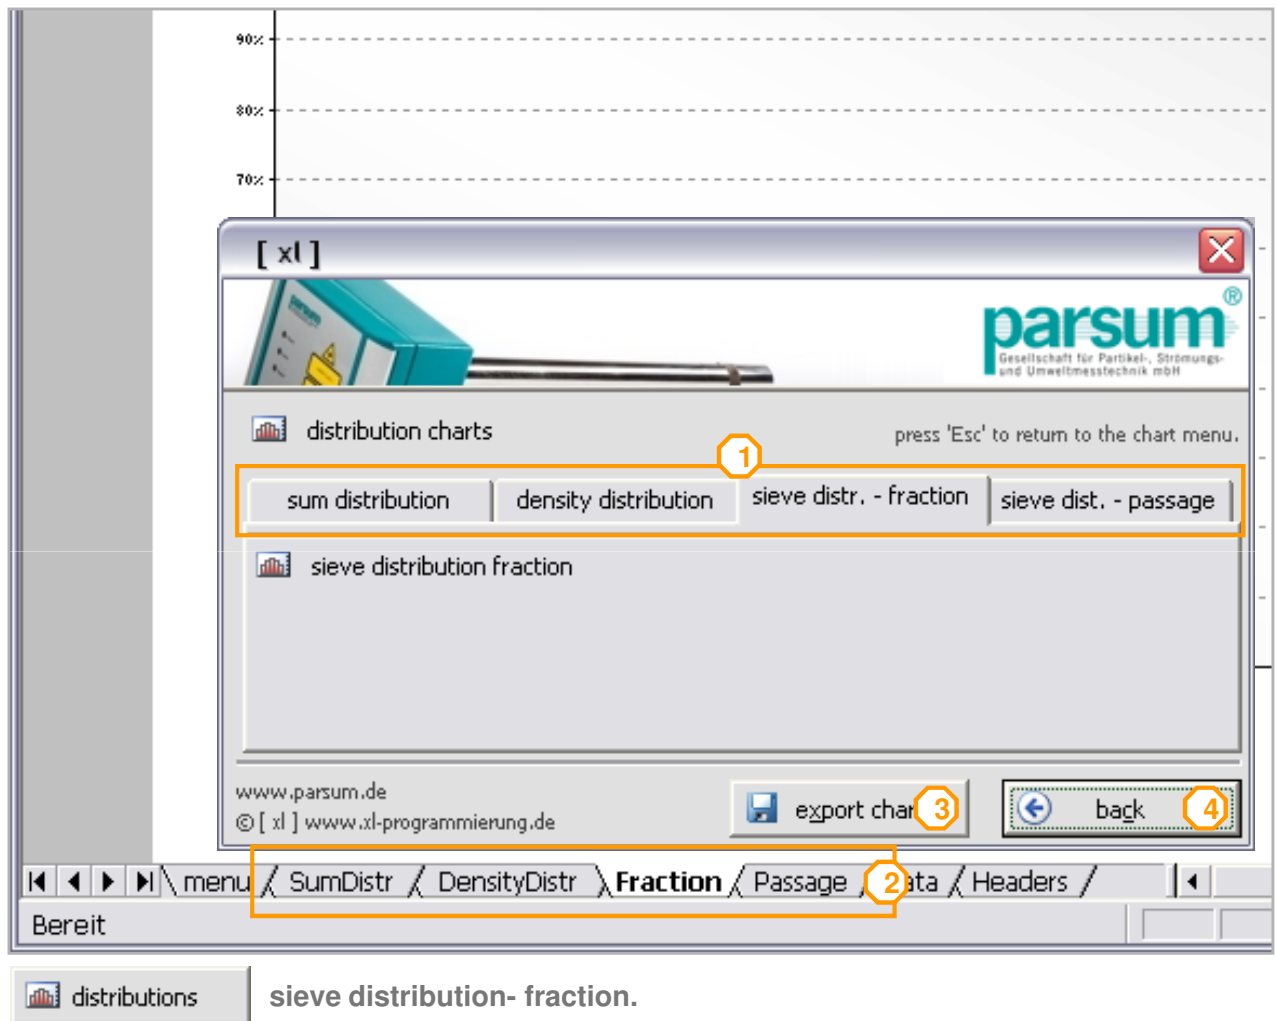 90%
80%
70%
[ xl ]
parsum®
Gesellschaft für Partikel-, Strömungs-
und Umweltmesstechnik mbH
distribution charts
press 'Esc' to return to the chart menu.
1
sum distribution density distribution sieve distr. - fraction sieve dist. - passage
sieve distribution fraction
www.parsum.de
© [ xl ] www.xl-programmierung.de
export char 3
back 4
menu SumDistr DensityDistr Fraction Passage 2 ata Headers
Bereit
distributions
sieve distribution- fraction.